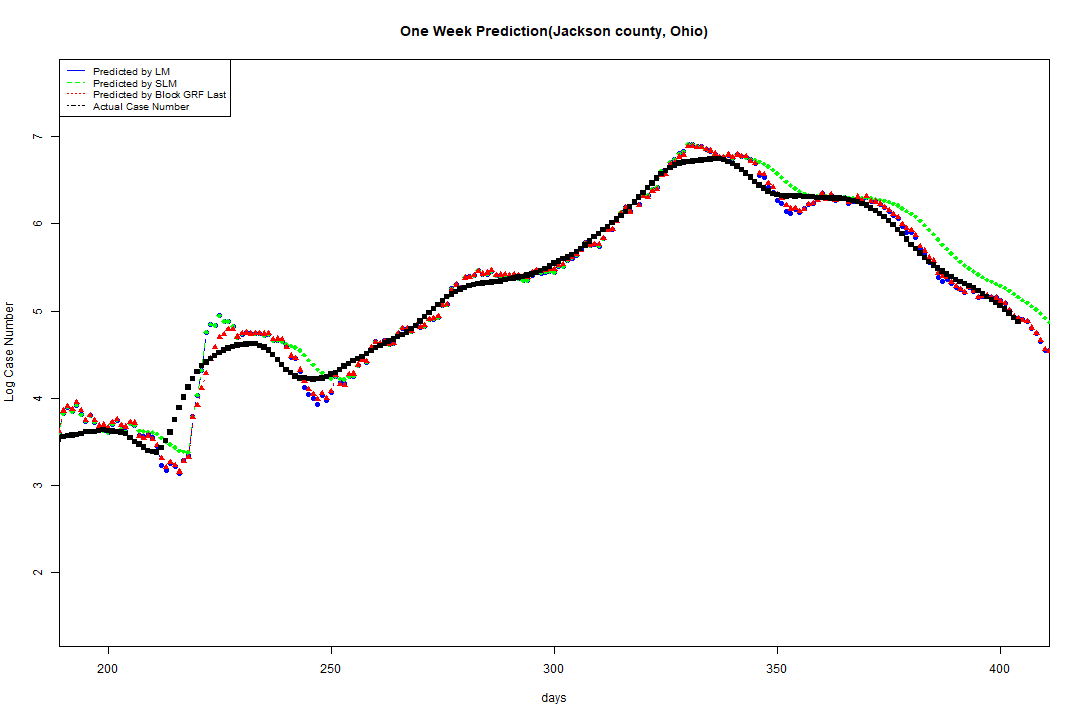 One Week Prediction(Jackson county, Ohio)
Predicted by LM
Predicted by SLM
Predicted by Block GRF Last
Actual Case Number
7
6
5
4
3
2
Log Case Number
200 250 300 350 400
days